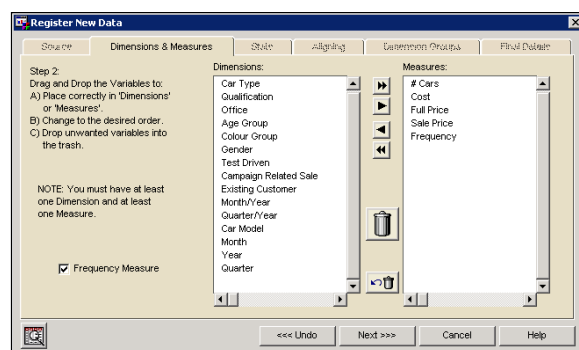 Register New Data
Source
Dimensions & Measures
Style
Aligning
Dimension Groups
Final Details
Step 2:
Drag and Drop the Variables to:
A) Place correctly in 'Dimensions'
or 'Measures'.
B) Change to the desired order.
C) Drop unwanted variables into
the trash.
NOTE: You must have at least
one Dimension and at least
one Measure.
Frequency Measure
Dimensions:
Car Type
Qualification
Office
Age Group
Colour Group
Gender
Test Driven
Campaign Related Sale
Existing Customer
Month/Year
Quarter/Year
Car Model
Month
Year
Quarter
Measures:
# Cars
Cost
Full Price
Sale Price
Frequency
<<< Undo
Next >>>
Cancel
Help